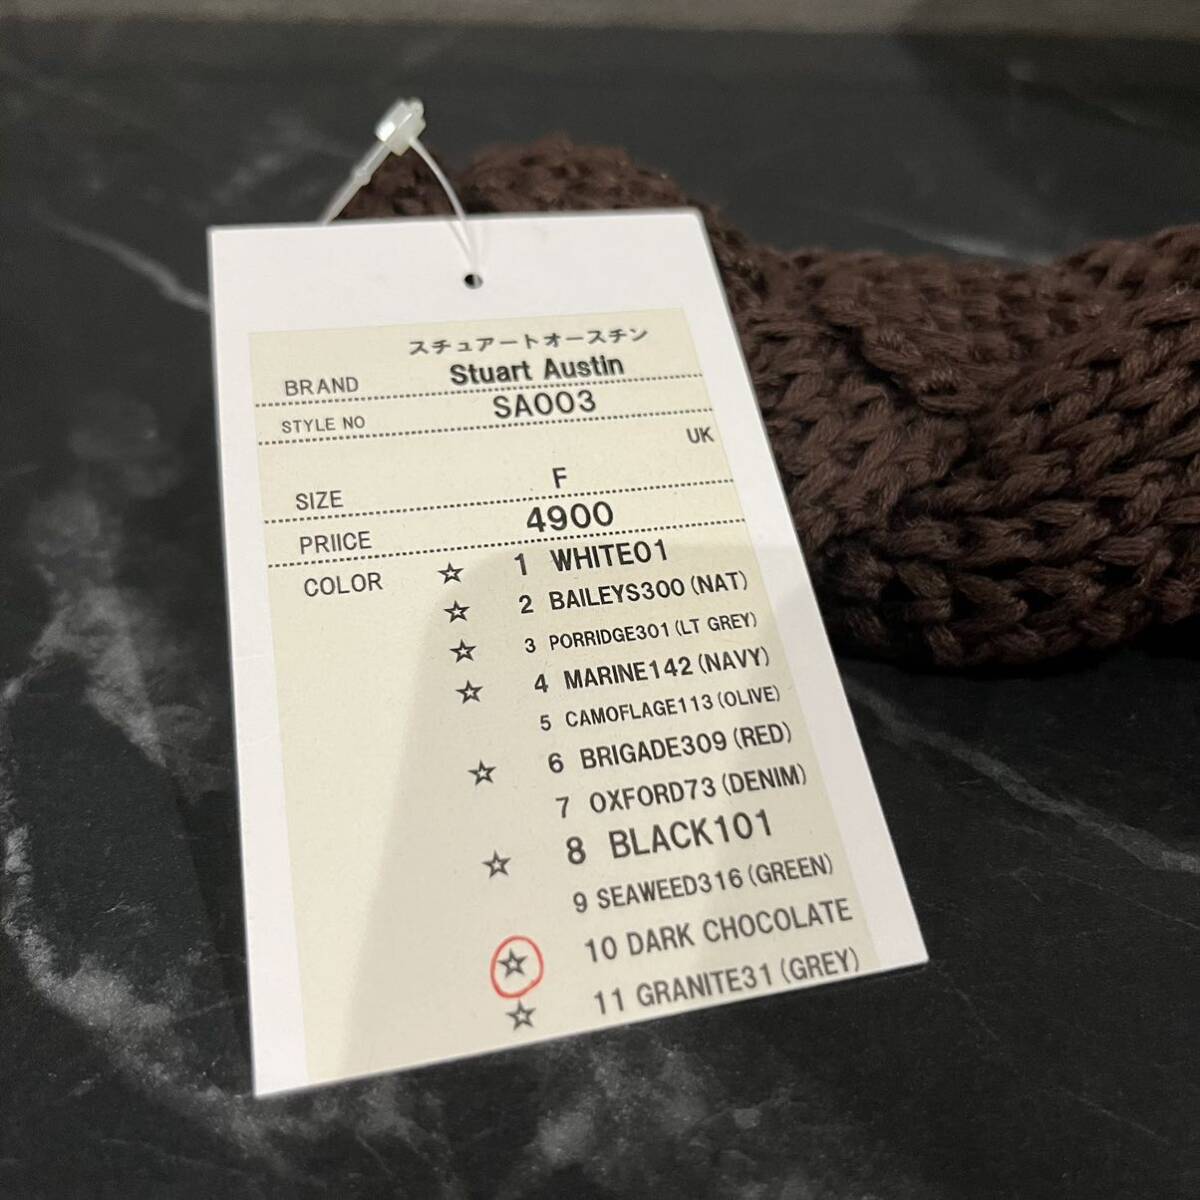 スチュアートオースチン
BRAND Stuart Austin
STYLE NO SA003
UK
SIZE F
PRIICE 4900
COLOR ☆ 1 WHITE01
☆ 2 BAILEYS300 (NAT)
☆ 3 PORRIDGE301 (LT GREY)
☆ 4 MARINE142 (NAVY)
5 CAMOFLAGE113 (OLIVE)
☆ 6 BRIGADE309 (RED)
7 OXFORD73 (DENIM)
☆ 8 BLACK101
9 SEAWEED316 (GREEN)
☆ 10 DARK CHOCOLATE
☆ 11 GRANITE31 (GREY)